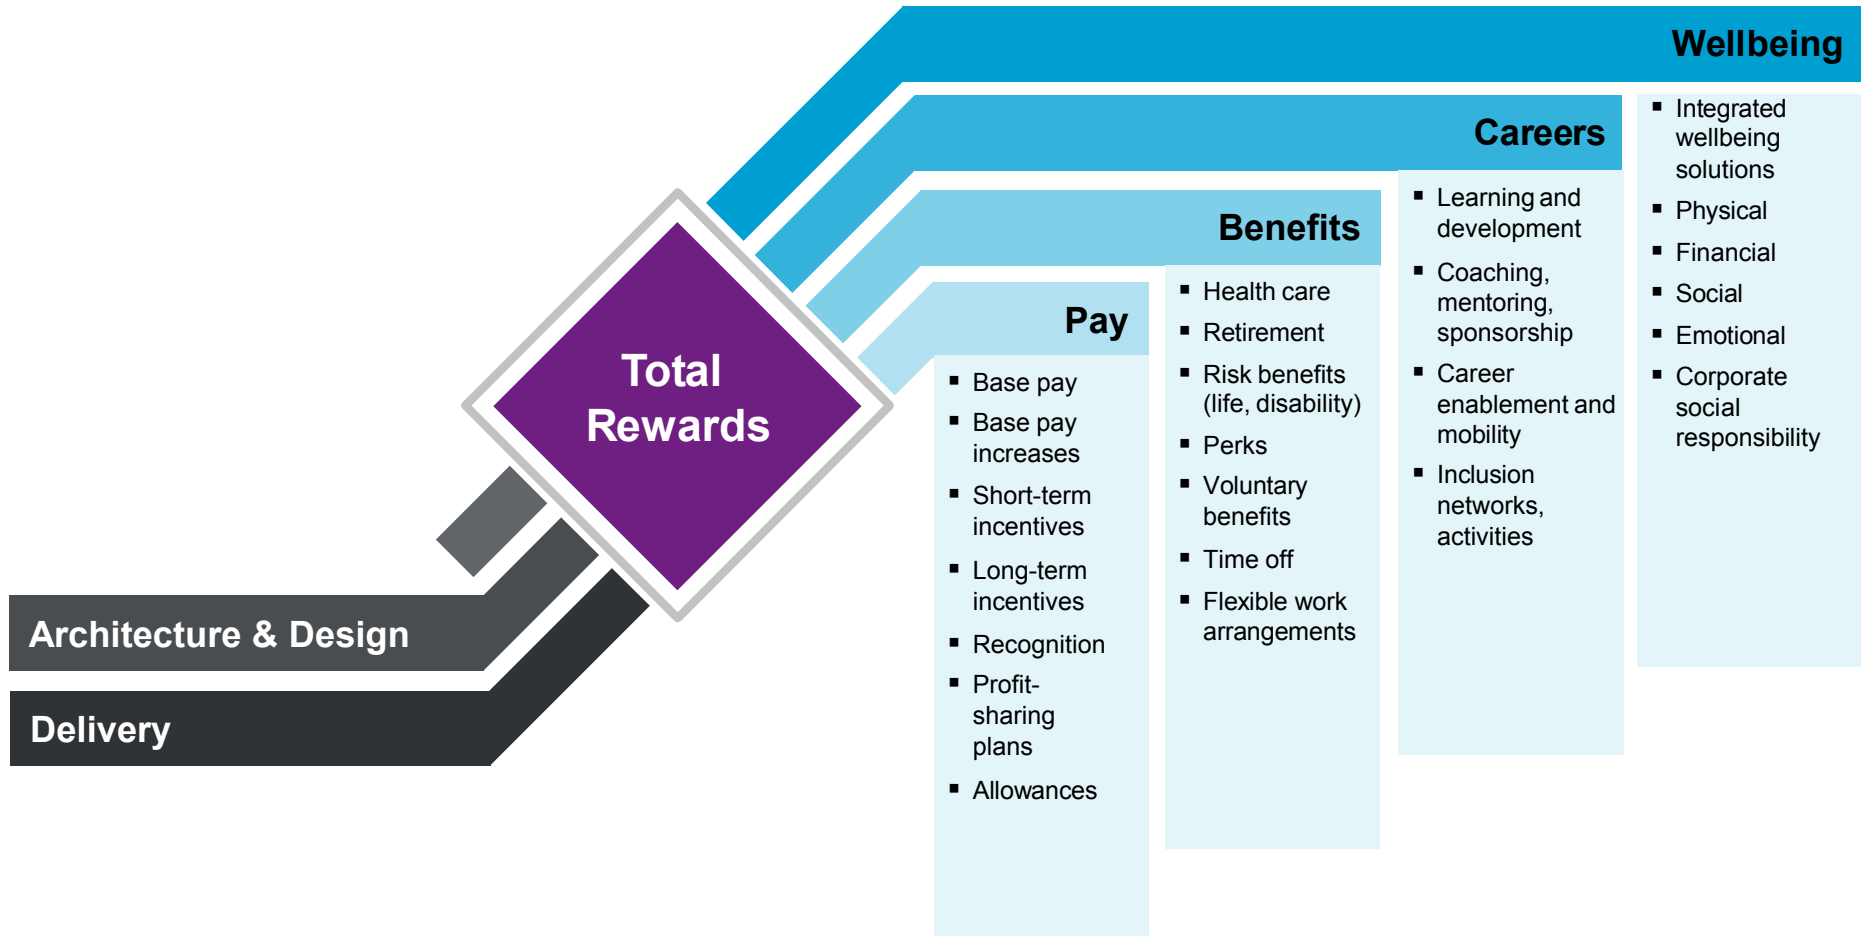 Wellbeing
▪ Integrated
wellbeing
solutions
▪ Physical
▪ Financial
▪ Social
▪ Emotional
▪ Corporate
social
responsibility
Careers
▪ Learning and
development
▪ Coaching,
mentoring,
sponsorship
▪ Career
enablement and
mobility
▪ Inclusion
networks,
activities
Benefits
▪ Health care
▪ Retirement
▪ Risk benefits
(life, disability)
▪ Perks
▪ Voluntary
benefits
▪ Time off
▪ Flexible work
arrangements
Pay
▪ Base pay
▪ Base pay
increases
▪ Short-term
incentives
▪ Long-term
incentives
▪ Recognition
▪ Profit-
sharing
plans
▪ Allowances
Total
Rewards
Architecture & Design
Delivery